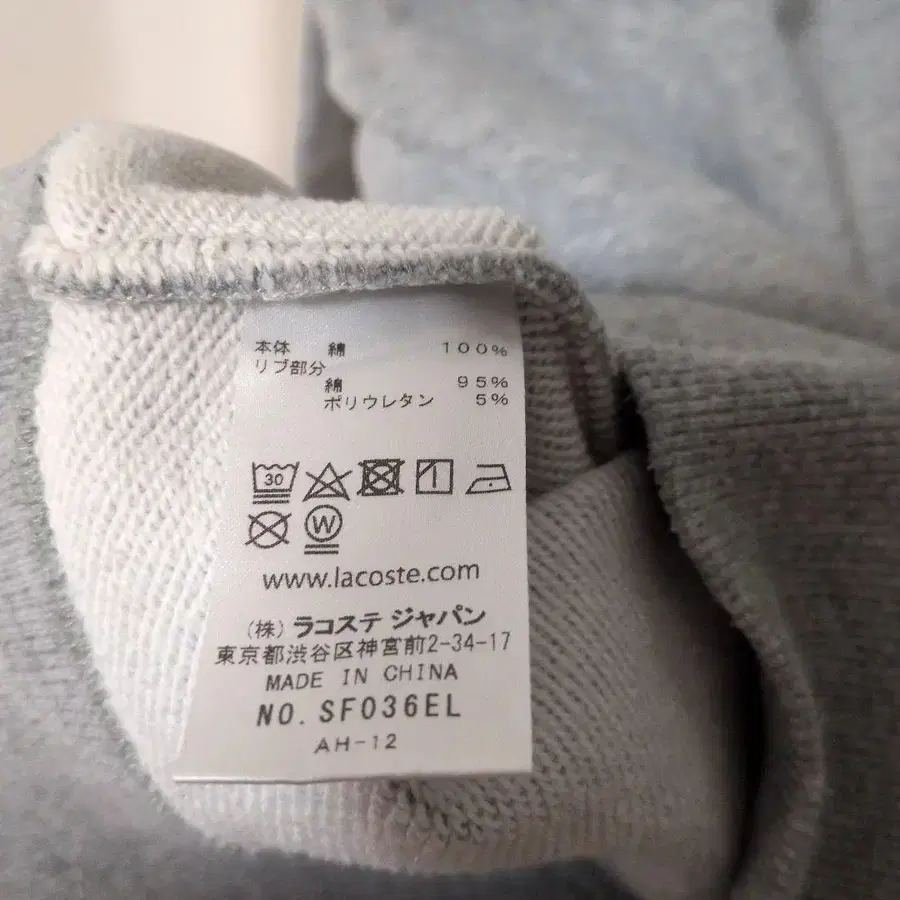 本体 綿 100%
リブ部分
綿 95%
ポリウレタン 5%
30
W
www.lacoste.com
(株) ラコステ ジャパン
東京都渋谷区神宮前2-34-17
MADE IN CHINA
NO. SF036EL
AH-12